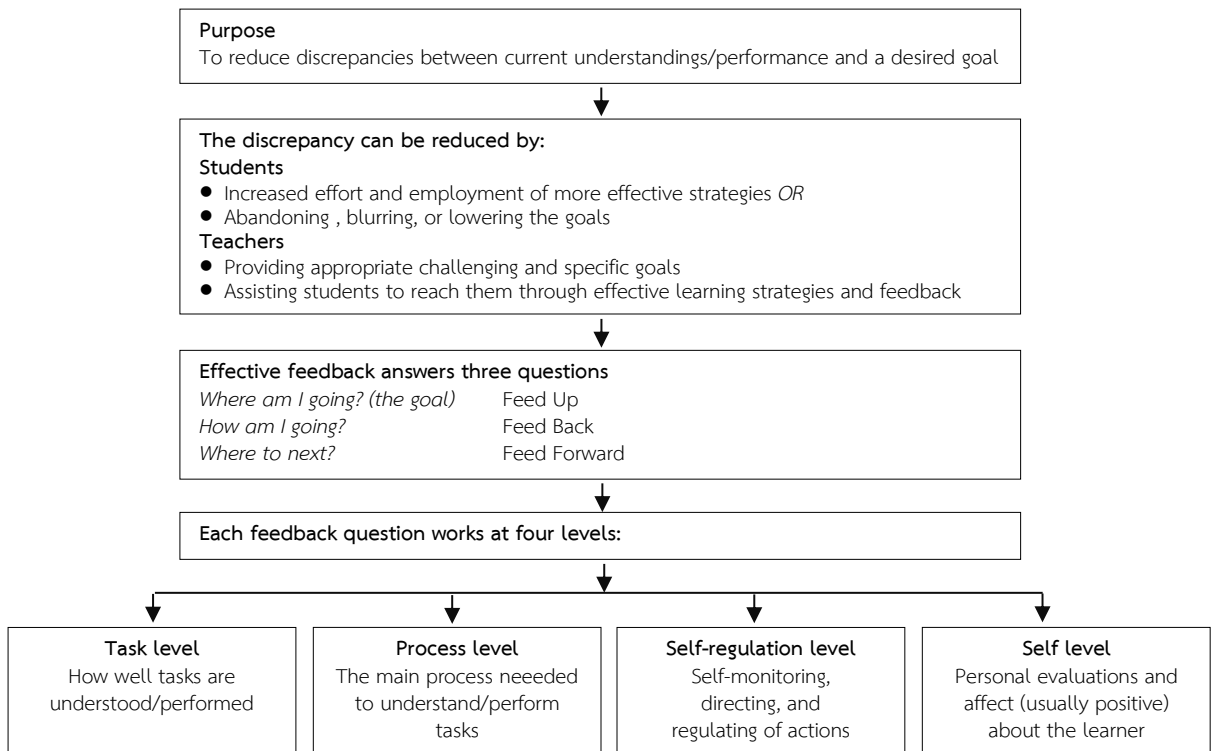 Purpose
To reduce discrepancies between current understandings/performance and a desired goal
The discrepancy can be reduced by:
Students
● Increased effort and employment of more effective strategies OR
● Abandoning , blurring, or lowering the goals
Teachers
● Providing appropriate challenging and specific goals
● Assisting students to reach them through effective learning strategies and feedback
Effective feedback answers three questions
Where am I going? (the goal) Feed Up
How am I going? Feed Back
Where to next? Feed Forward
Each feedback question works at four levels:
Task level
How well tasks are
understood/performed
Process level
The main process neeeded
to understand/perform
tasks
Self-regulation level
Self-monitoring,
directing, and
regulating of actions
Self level
Personal evaluations and
affect (usually positive)
about the learner